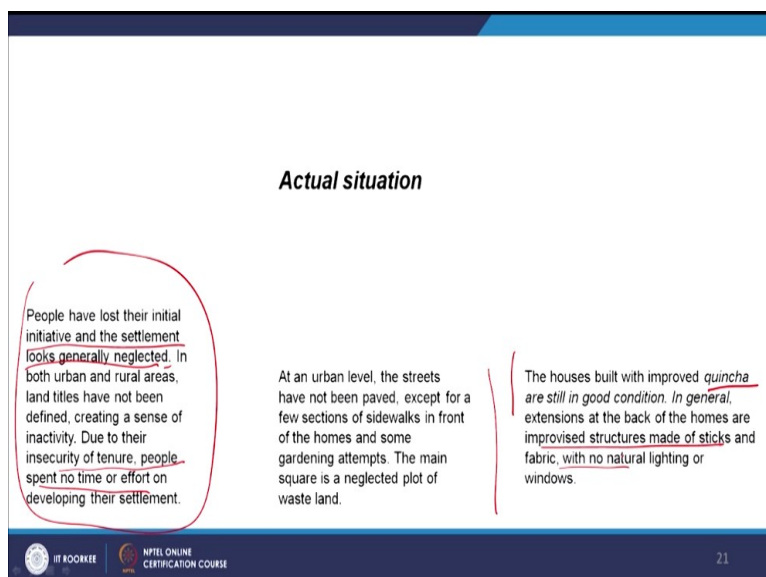 Actual situation
People have lost their initial
initiative and the settlement
looks generally neglected. In
both urban and rural areas,
land titles have not been
defined, creating a sense of
inactivity. Due to their
insecurity of tenure, people
spent no time or effort on
developing their settlement.
At an urban level, the streets
have not been paved, except for a
few sections of sidewalks in front
of the homes and some
gardening attempts. The main
square is a neglected plot of
waste land.
The houses built with improved quincha
are still in good condition. In general,
extensions at the back of the homes are
improvised structures made of sticks and
fabric, with no natural lighting or
windows.
IIT ROORKEE
NPTEL ONLINE
CERTIFICATION COURSE
21